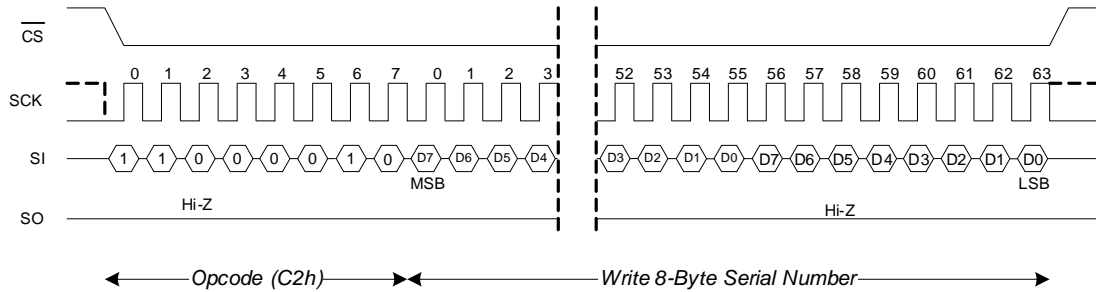 CS
0 1 2 3 4 5 6 7 0 1 2 3 52 53 54 55 56 57 58 59 60 61 62 63
SCK
SI 1 1 0 0 0 0 1 0 D7 D6 D5 D4 D3 D2 D1 D0 D7 D6 D5 D4 D3 D2 D1 D0
MSB LSB
Hi-Z Hi-Z
SO
Opcode (C2h) Write 8-Byte Serial Number